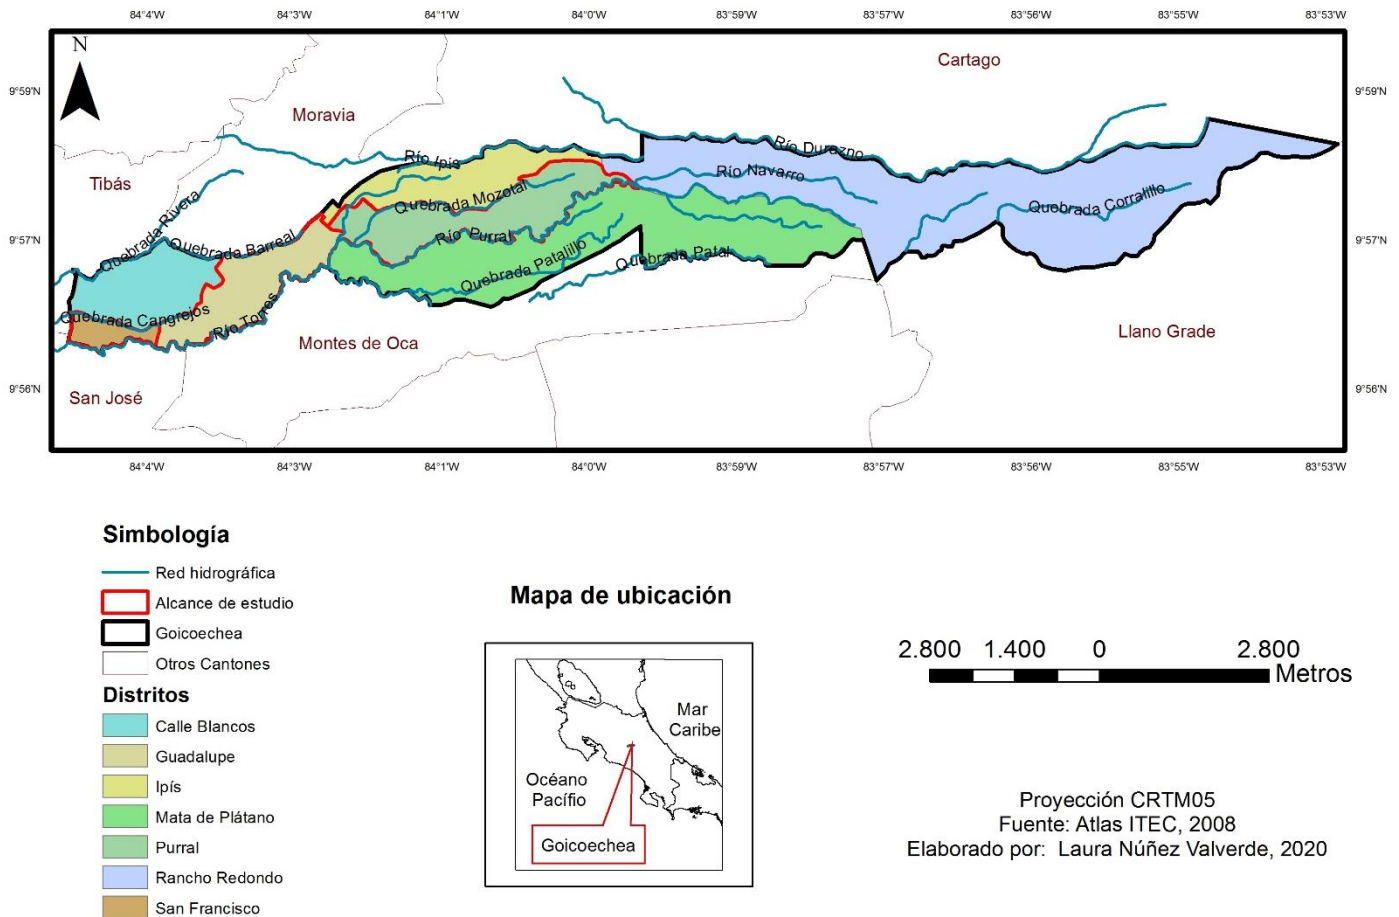 84°4'W 84°3'W 84°1'W 84°0'W 83°59'W 83°57'W 83°56'W 83°55'W 83°53'W
N
Cartago
9°59'N 9°59'N
Moravia
Río Durazno
Río Ipís
Río Navarro
Tibás
Quebrada Mozotal
Quebrada Corralillo
Quebrada Rivera
Quebrada Barreal
Río Purral
9°57'N 9°57'N
Quebrada Patalillo
Quebrada Patal
Quebrada Cangrejos
Río Torres
Montes de Oca
Llano Grade
9°56'N 9°56'N
San José
84°4'W 84°3'W 84°1'W 84°0'W 83°59'W 83°57'W 83°56'W 83°55'W 83°53'W
Simbología
Red hidrográfica
Alcance de estudio
Goicoechea
Otros Cantones
Distritos
Calle Blancos
Guadalupe
Ipís
Mata de Plátano
Purral
Rancho Redondo
San Francisco
Mapa de ubicación
Mar
Caribe
Océano
Pacífio
Goicoechea
2.800 1.400 0 2.800
Metros
Proyección CRTM05
Fuente: Atlas ITEC, 2008
Elaborado por: Laura Núñez Valverde, 2020